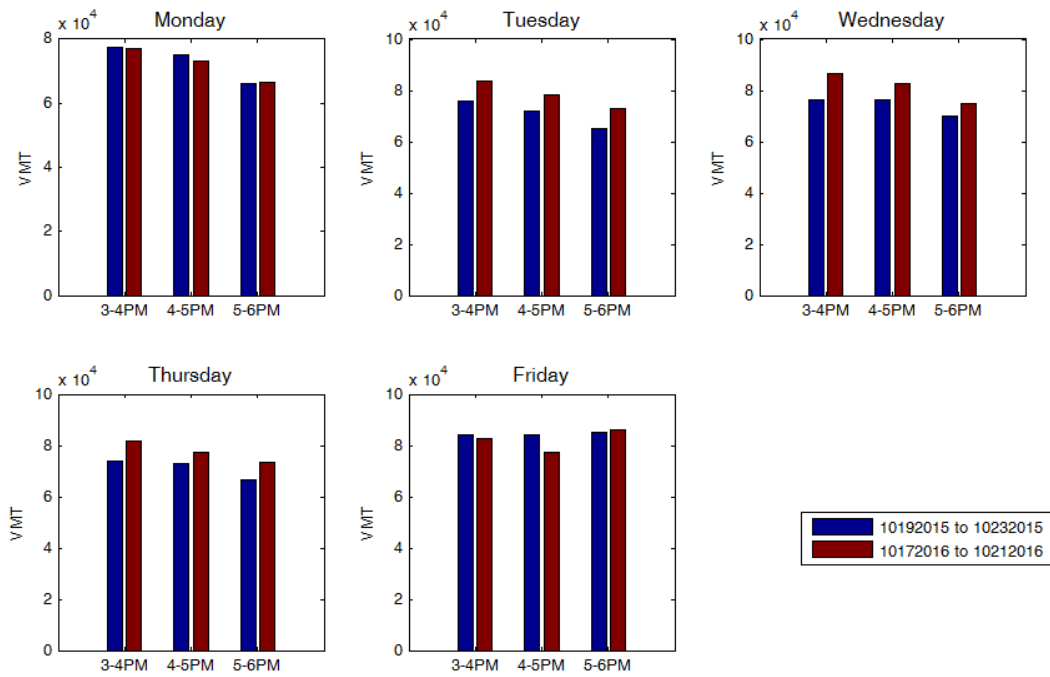 Monday
x 10^4
8
6
4
2
0
VMT
3-4PM 4-5PM 5-6PM
Tuesday
x 10^4
10
8
6
4
2
0
VMT
3-4PM 4-5PM 5-6PM
Wednesday
x 10^4
10
8
6
4
2
0
VMT
3-4PM 4-5PM 5-6PM
Thursday
x 10^4
10
8
6
4
2
0
VMT
3-4PM 4-5PM 5-6PM
Friday
x 10^4
10
8
6
4
2
0
VMT
3-4PM 4-5PM 5-6PM
10192015 to 10232015
10172016 to 10212016